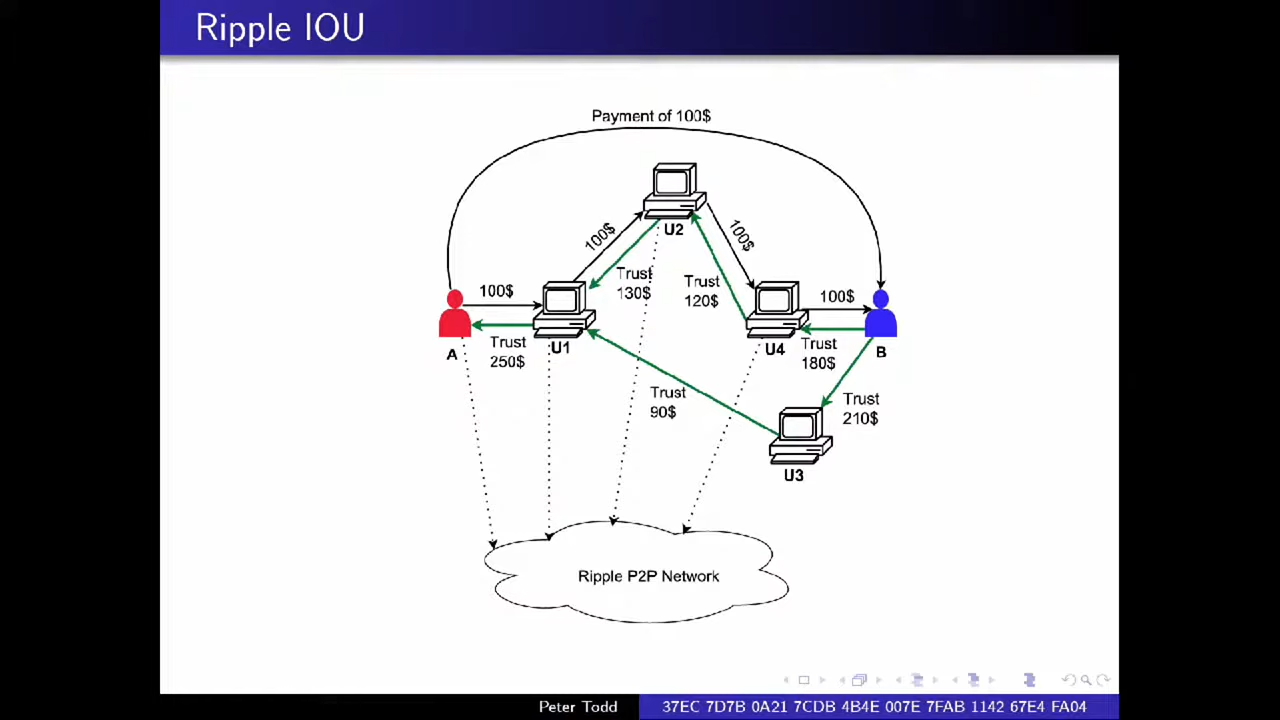 Ripple IOU
Payment of 100$
U2
100$
100$
Trust
130$
Trust
120$
100$
100$
A
Trust
250$
U1
U4
Trust
180$
B
Trust
90$
Trust
210$
U3
Ripple P2P Network
Peter Todd
37EC 7D7B 0A21 7CDB 4B4E 007E 7FAB 1142 67E4 FA04